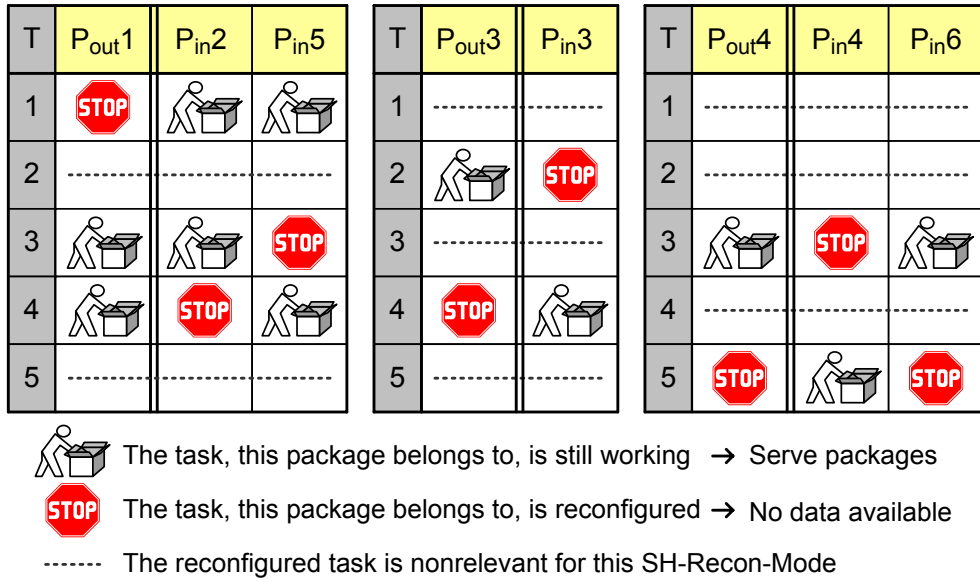 T Pout1 Pin2 Pin5
1 STOP
2
3 STOP
4 STOP
5
T Pout3 Pin3
1
2 STOP
3
4 STOP
5
T Pout4 Pin4 Pin6
1
2
3 STOP
4
5 STOP STOP
The task, this package belongs to, is still working → Serve packages
STOP The task, this package belongs to, is reconfigured → No data available
The reconfigured task is nonrelevant for this SH-Recon-Mode